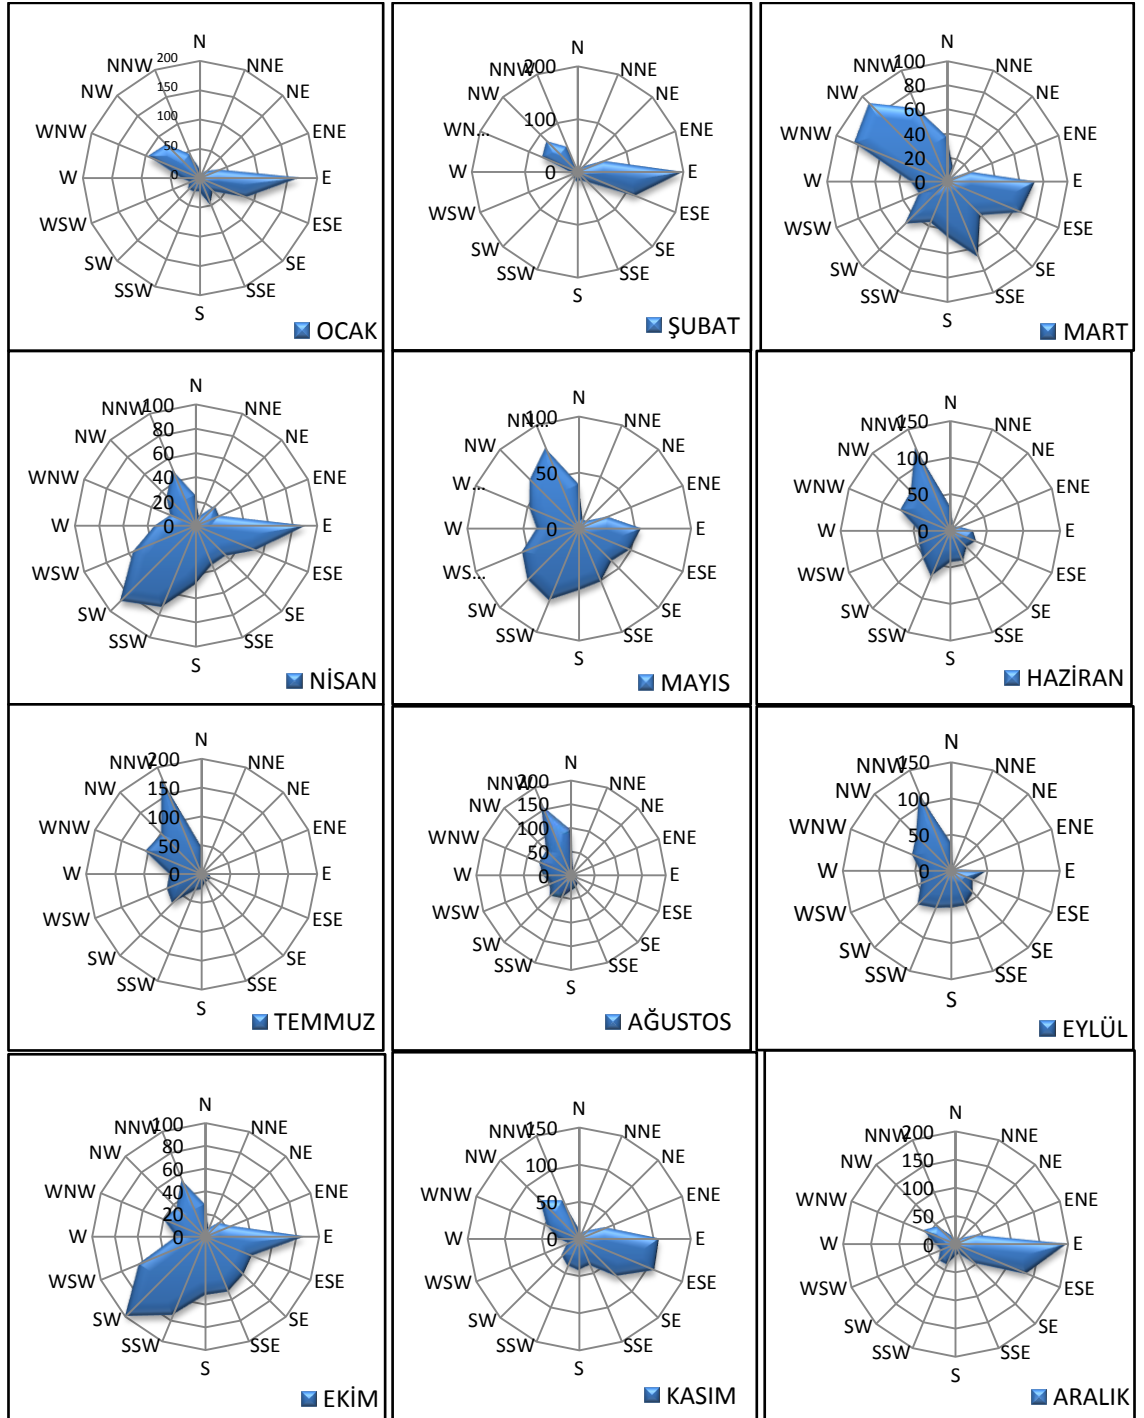 N
NNE
NE
ENE
E
ESE
SE
SSE
S
SSW
SW
WSW
W
WNW
NW
NNW
200
150
100
50
0
OCAK
N
NNE
NE
ENE
E
ESE
SE
SSE
S
SSW
SW
WSW
W
WN...
NW
NNW
200
100
0
ŞUBAT
N
NNE
NE
ENE
E
ESE
SE
SSE
S
SSW
SW
WSW
W
WNW
NW
NNW
100
80
60
40
20
0
MART
N
NNE
NE
ENE
E
ESE
SE
SSE
S
SSW
SW
WSW
W
WNW
NW
NNW
100
80
60
40
20
0
NİSAN
N
NNE
NE
ENE
E
ESE
SE
SSE
S
SSW
SW
WS...
W
W...
NW
NN...
100
50
0
MAYIS
N
NNE
NE
ENE
E
ESE
SE
SSE
S
SSW
SW
WSW
W
WNW
NW
NNW
150
100
50
0
HAZİRAN
N
NNE
NE
ENE
E
ESE
SE
SSE
S
SSW
SW
WSW
W
WNW
NW
NNW
200
150
100
50
0
TEMMUZ
N
NNE
NE
ENE
E
ESE
SE
SSE
S
SSW
SW
WSW
W
WNW
NW
NNW
200
150
100
50
0
AĞUSTOS
N
NNE
NE
ENE
E
ESE
SE
SSE
S
SSW
SW
WSW
W
WNW
NW
NNW
150
100
50
0
EYLÜL
N
NNE
NE
ENE
E
ESE
SE
SSE
S
SSW
SW
WSW
W
WNW
NW
NNW
100
80
60
40
20
0
EKİM
N
NNE
NE
ENE
E
ESE
SE
SSE
S
SSW
SW
WSW
W
WNW
NW
NNW
150
100
50
0
KASIM
N
NNE
NE
ENE
E
ESE
SE
SSE
S
SSW
SW
WSW
W
WNW
NW
NNW
200
150
100
50
0
ARALIK